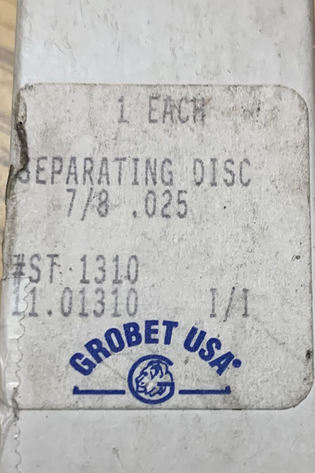 1 EACH
SEPARATING DISC
7/8 .025
#ST 1310
11.01310 I/I
GROBET USA®